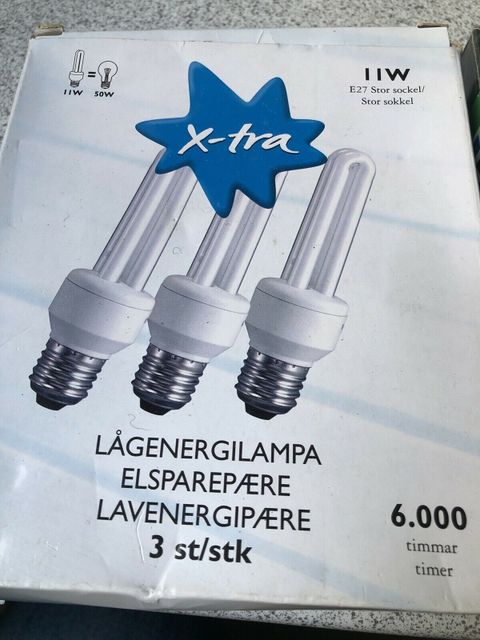 11W = 50W
11W
E27 Stor sockel/
Stor sokkel
X-tra
LÅGENERGILAMPA
ELSPAREPÆRE
LAVENERGIPÆRE
3 st/stk
6.000
timmar
timer